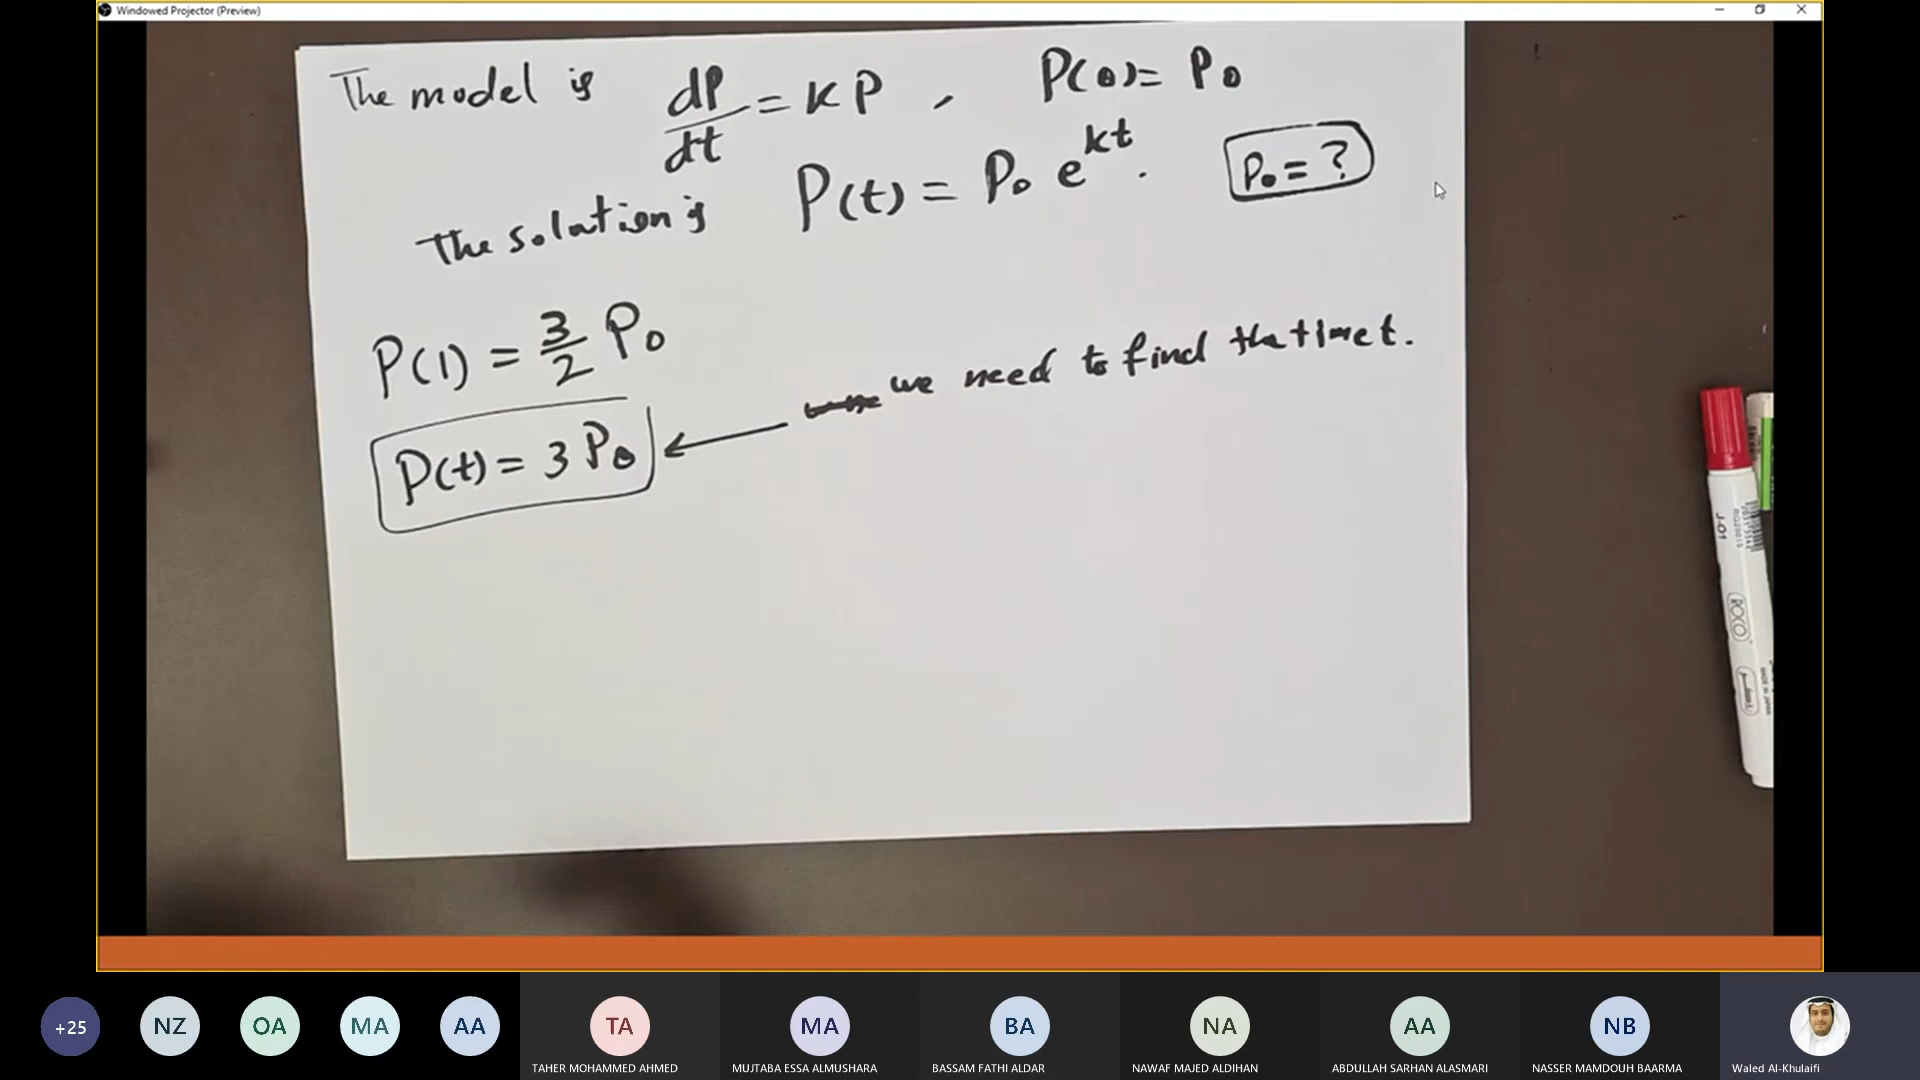 Windowed Projector (Preview)
The model is dP/dt = KP , P(0) = P₀
The solution is P(t) = P₀ e^{kt}. P₀ = ?
P(1) = 3/2 P₀
we need to find the time t.
P(t) = 3 P₀
J-01
ROCO
+25 NZ OA MA AA TA MA BA NA AA NB
TAHER MOHAMMED AHMED MUJTABA ESSA ALMUSHARA BASSAM FATHI ALDAR NAWAF MAJED ALDIHAN ABDULLAH SARHAN ALASMARI NASSER MAMDOUH BAARMA Waled Al-Khulaifi